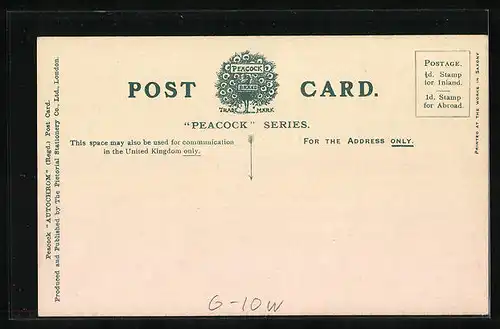 POST CARD.
PEACOCK
BRAND
TRADE MARK
"PEACOCK" SERIES.
This space may also be used for communication
in the United Kingdom only.
FOR THE ADDRESS ONLY.
POSTAGE.
½d. Stamp
for Inland.
1d. Stamp
for Abroad.
PRINTED AT THE WORKS IN SAXONY
Peacock "AUTOCHROM" (Regd.) Post Card.
Produced and Published by The Pictorial Stationery Co., Ltd., London.
G-10W